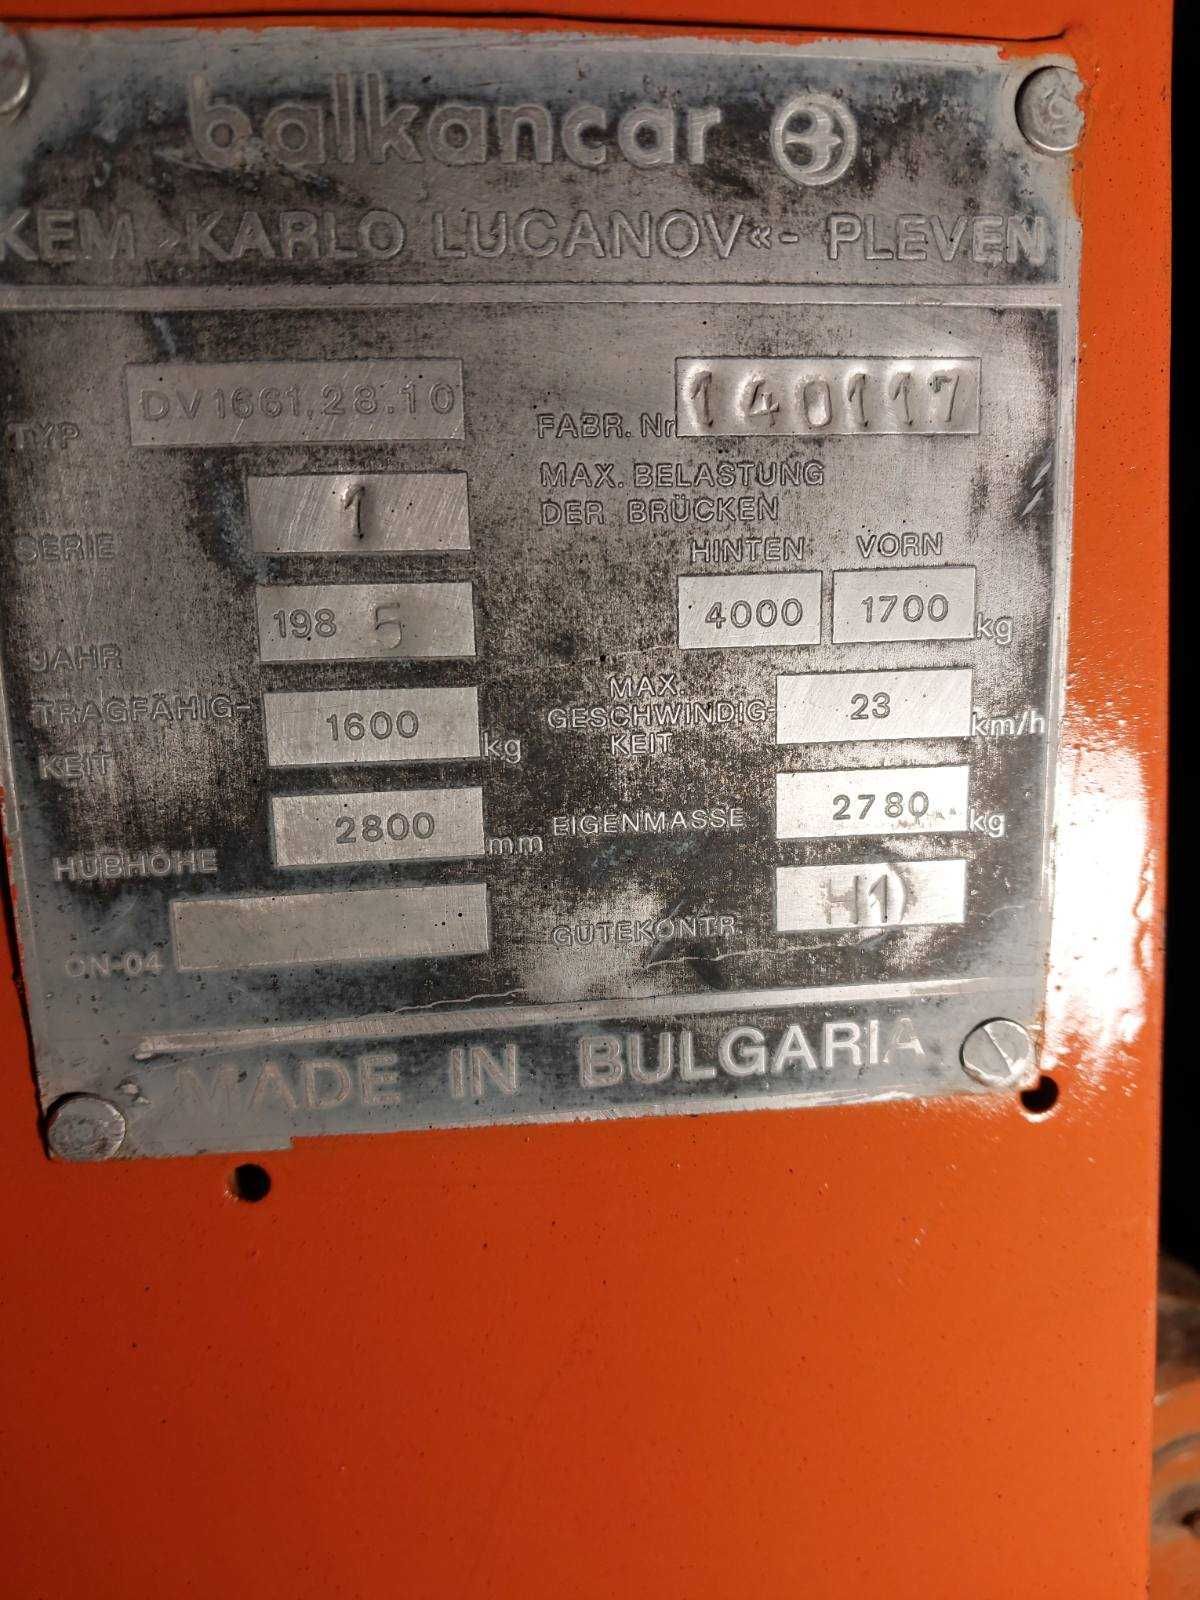 balkancar
KEM »KARLO LUCANOV«- PLEVEN
TYP DV1661.28.10
FABR. Nr 140117
SERIE 1
MAX. BELASTUNG
DER BRÜCKEN
HINTEN VORN
4000 1700 kg
JAHR 1985
TRAGFÄHIG-
KEIT 1600 kg
MAX.
GESCHWINDIG
KEIT 23 km/h
HUBHÖHE 2800 mm
EIGENMASSE 2780 kg
ON-04
GÜTEKONTR. H1
MADE IN BULGARIA